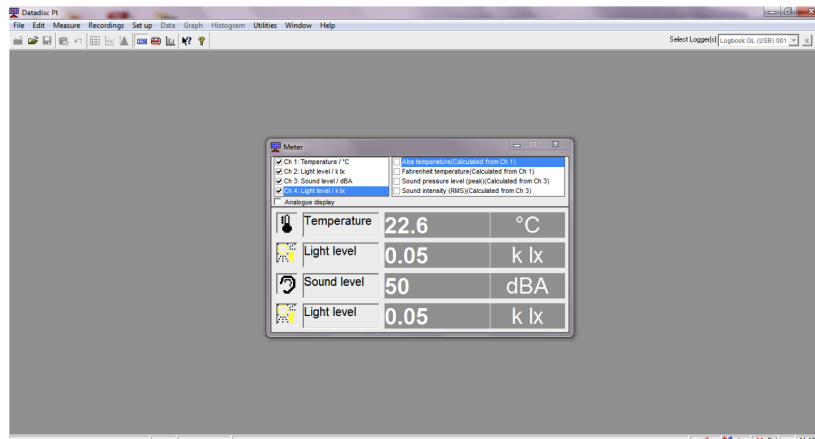 Datadisc Pt
File Edit Measure Recordings Set up Data Graph Histogram Utilities Window Help
Select Logger(s) Logbook GL (USB) 001
Meter
Ch 1: Temperature / °C
Ch 2: Light level / k lx
Ch 3: Sound level / dBA
Ch 4: Light level / k lx
Abs temperature(Calculated from Ch 1)
Fahrenheit temperature(Calculated from Ch 1)
Sound pressure level (peak)(Calculated from Ch 3)
Sound intensity (RMS)(Calculated from Ch 3)
Analogue display
Temperature 22.6 °C
Light level 0.05 k lx
Sound level 50 dBA
Light level 0.05 k lx